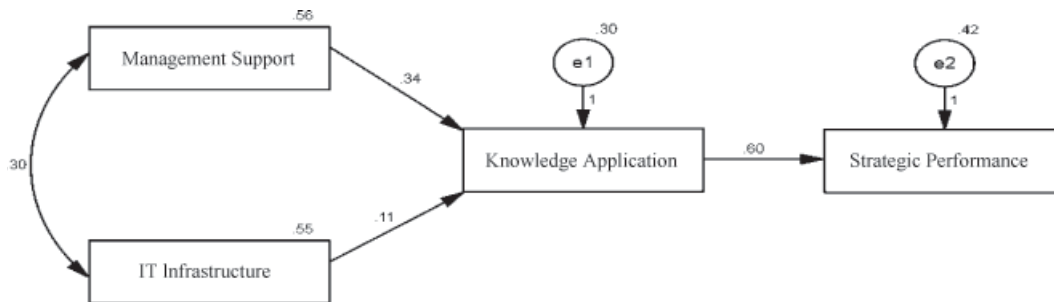 .56
Management Support
.30
e1
.42
e2
.34
1
1
.30
Knowledge Application
.60
Strategic Performance
.11
.55
IT Infrastructure